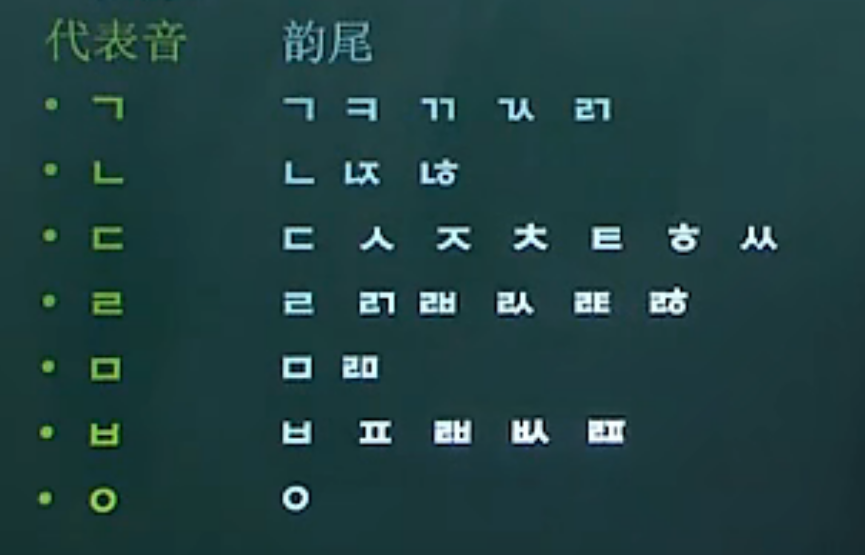 代表音 韵尾
• ㄱ ㄱ ㅋ ㄲ ㄳ ㄺ
• ㄴ ㄴ ㄵ ㄶ
• ㄷ ㄷ ㅅ ㅈ ㅊ ㅌ ㅎ ㅆ
• ㄹ ㄹ ㄺ ㄼ ㄽ ㄾ ㅀ
• ㅁ ㅁ ㄻ
• ㅂ ㅂ ㅍ ㄼ ㅄ ㄿ
• ㅇ ㅇ